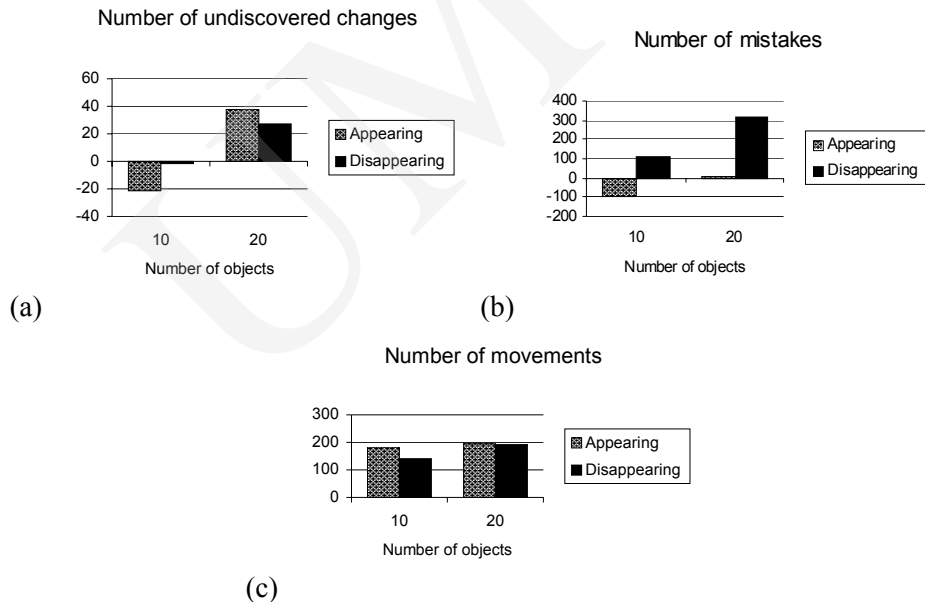 Number of undiscovered changes
60
40
20
0
-20
-40
10 20
Number of objects
Appearing
Disappearing
(a)
Number of mistakes
400
300
200
100
0
-100
-200
10 20
Number of objects
Appearing
Disappearing
(b)
Number of movements
300
200
100
0
10 20
Number of objects
Appearing
Disappearing
(c)
UM